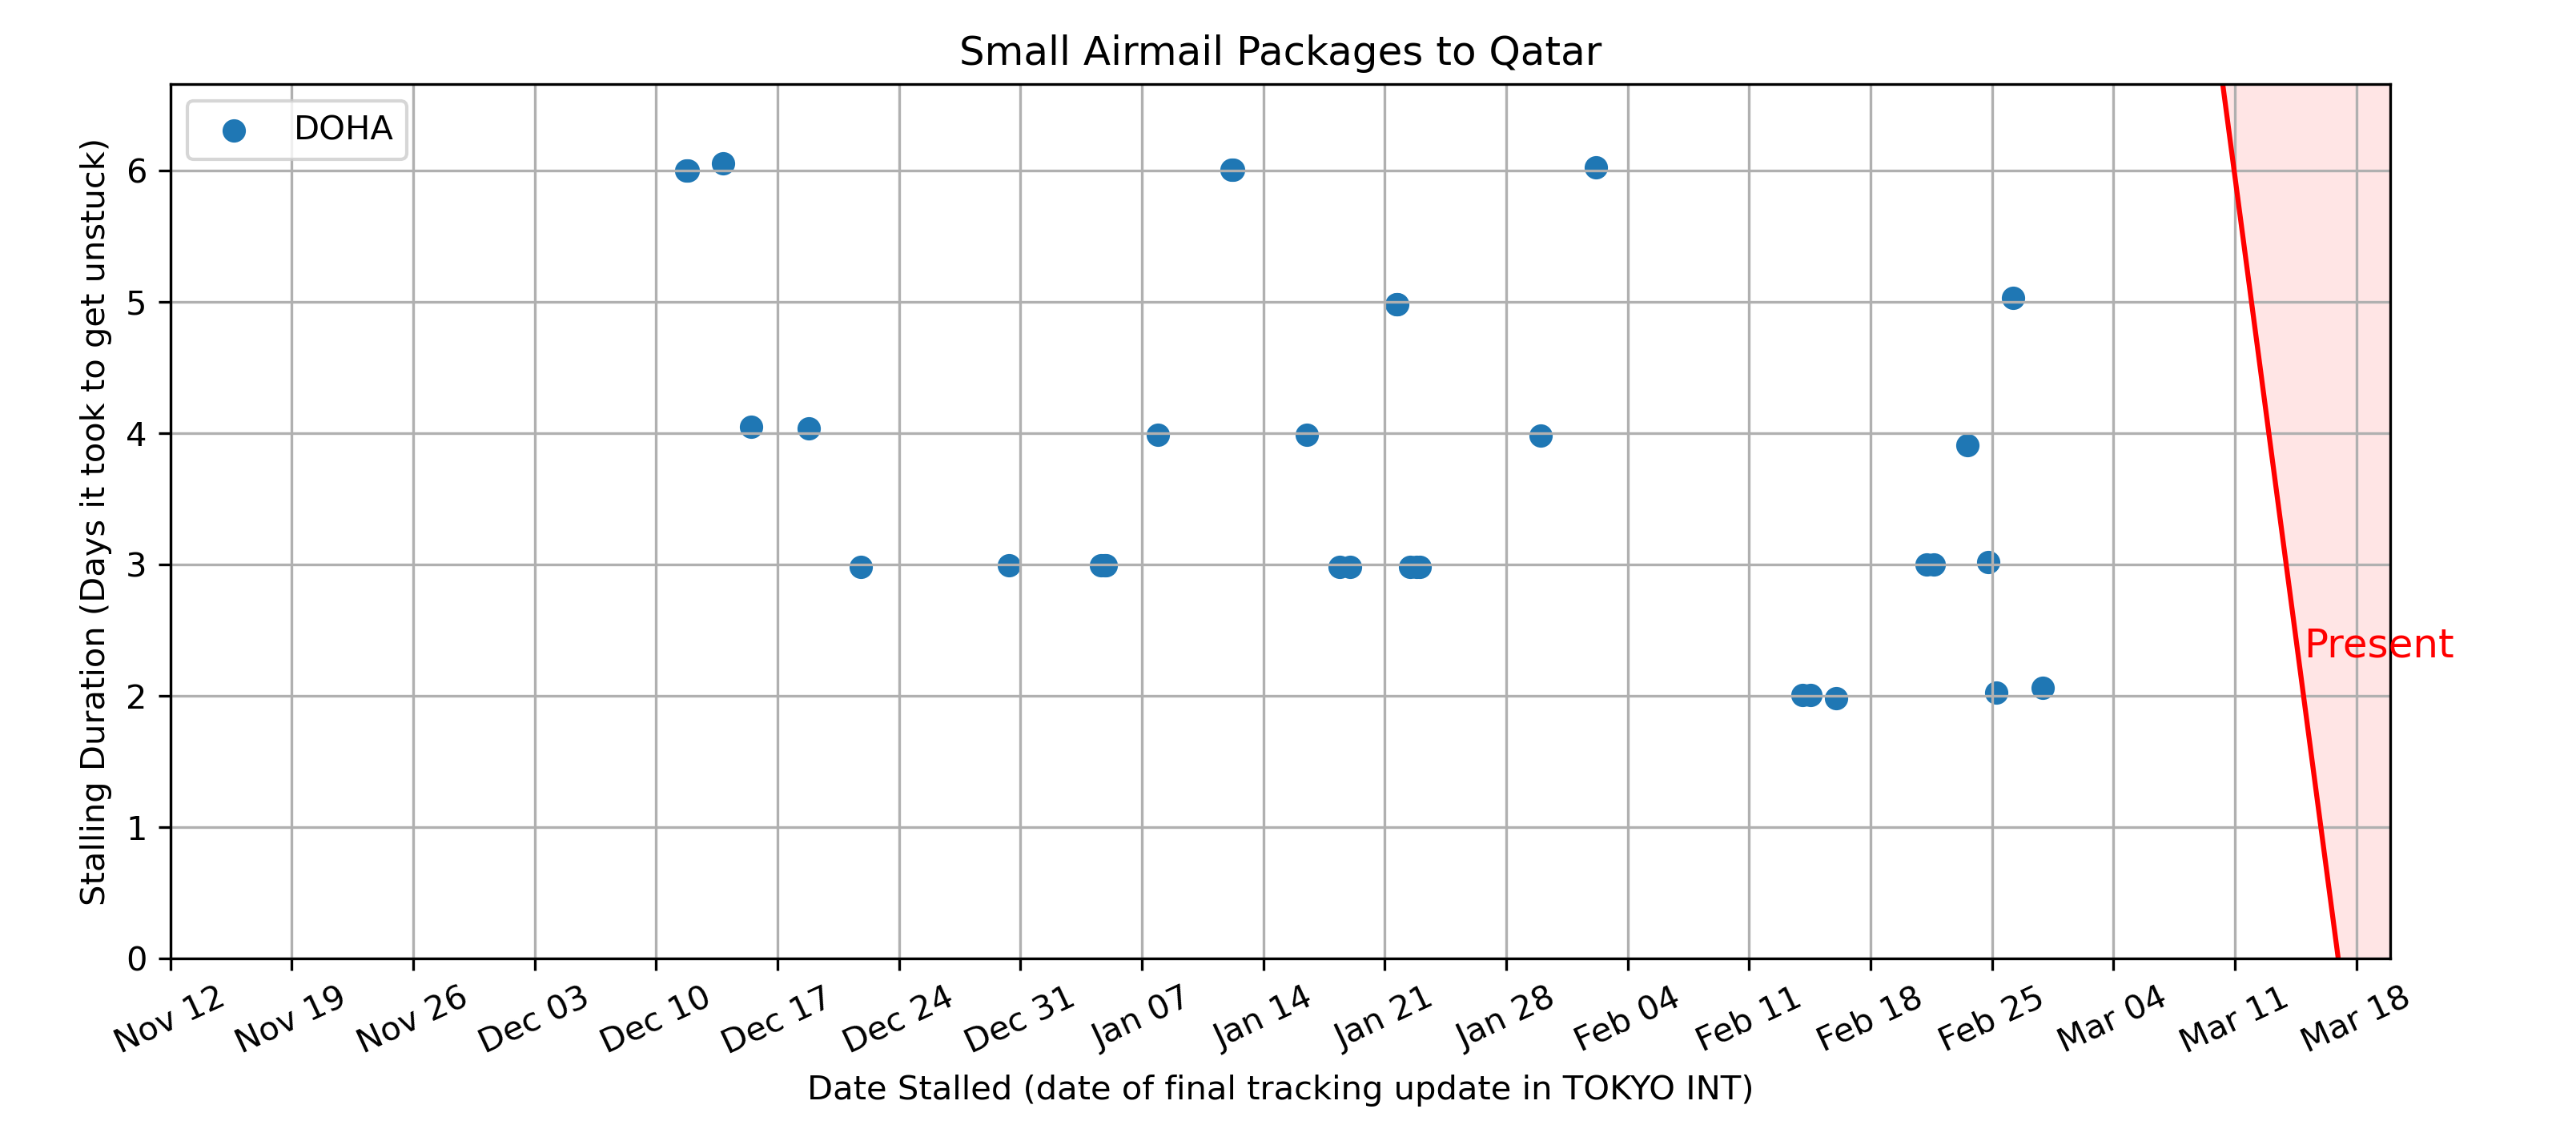 Small Airmail Packages to Qatar
DOHA
Stalling Duration (Days it took to get unstuck)
6
5
4
3
2
1
0
Present
Nov 12
Nov 19
Nov 26
Dec 03
Dec 10
Dec 17
Dec 24
Dec 31
Jan 07
Jan 14
Jan 21
Jan 28
Feb 04
Feb 11
Feb 18
Feb 25
Mar 04
Mar 11
Mar 18
Date Stalled (date of final tracking update in TOKYO INT)